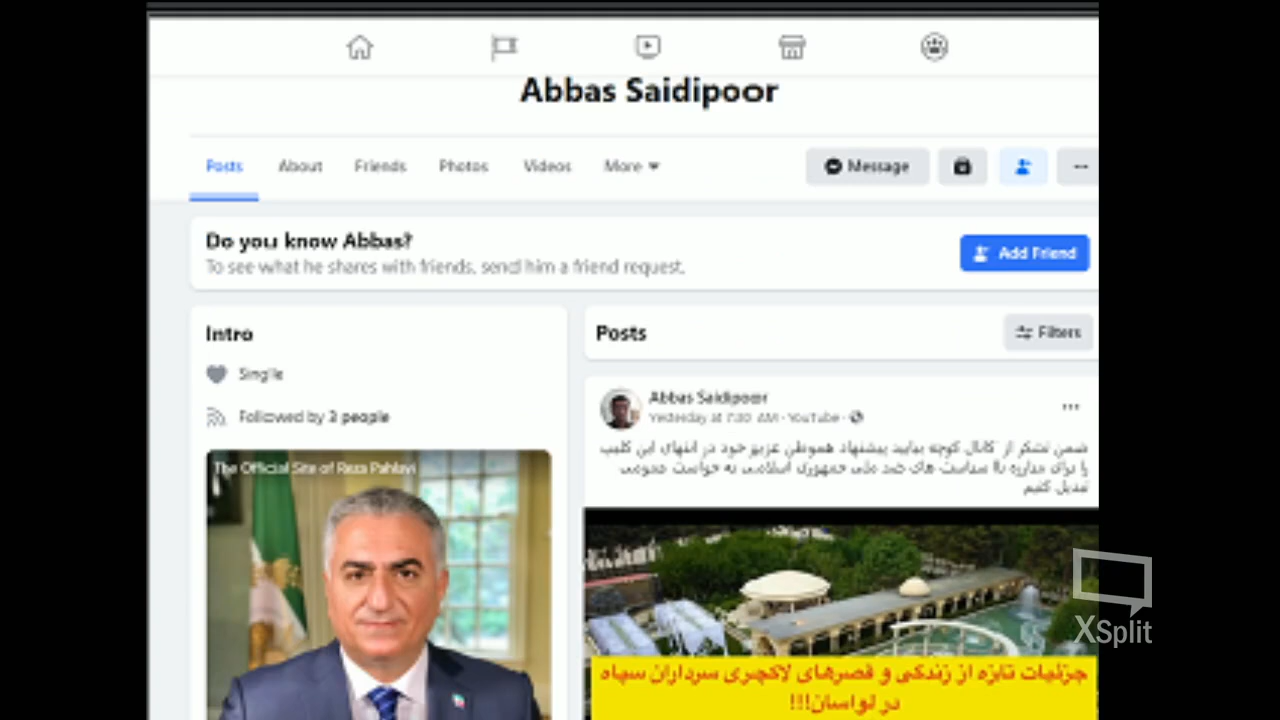 Abbas Saidipoor
Posts About Friends Photos Videos More
Message
Do you know Abbas?
To see what he shares with friends, send him a friend request.
Add Friend
Intro
Single
Followed by 3 people
The Official Site of Reza Pahlavi
Posts
Filters
Abbas Saidipoor
Yesterday at 7:30 AM · YouTube ·
ضمن تشکر از کانال کوچه بیایید پیشنهاد هموطن عزیز خود در انتهای این کلیپ
را برای مبارزه با سیاست های ضد ملی جمهوری اسلامی به خواست عمومی
تبدیل کنیم
جزئیات تازه از زندگی و قصرهای لاکچری سرداران سپاه
در لواسان!!!
XSplit